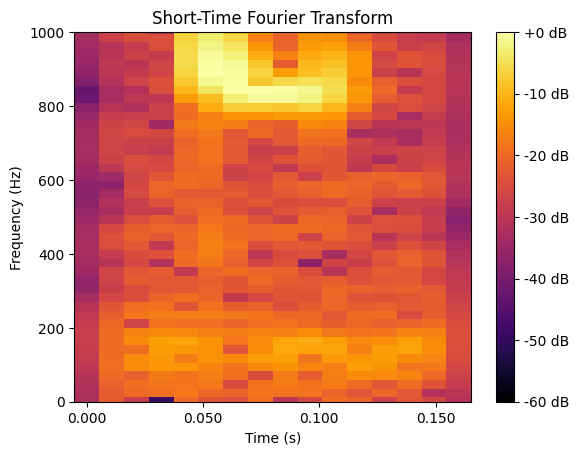 Short-Time Fourier Transform
Frequency (Hz)
1000
800
600
400
200
0
0.000
0.050
0.100
0.150
Time (s)
+0 dB
-10 dB
-20 dB
-30 dB
-40 dB
-50 dB
-60 dB